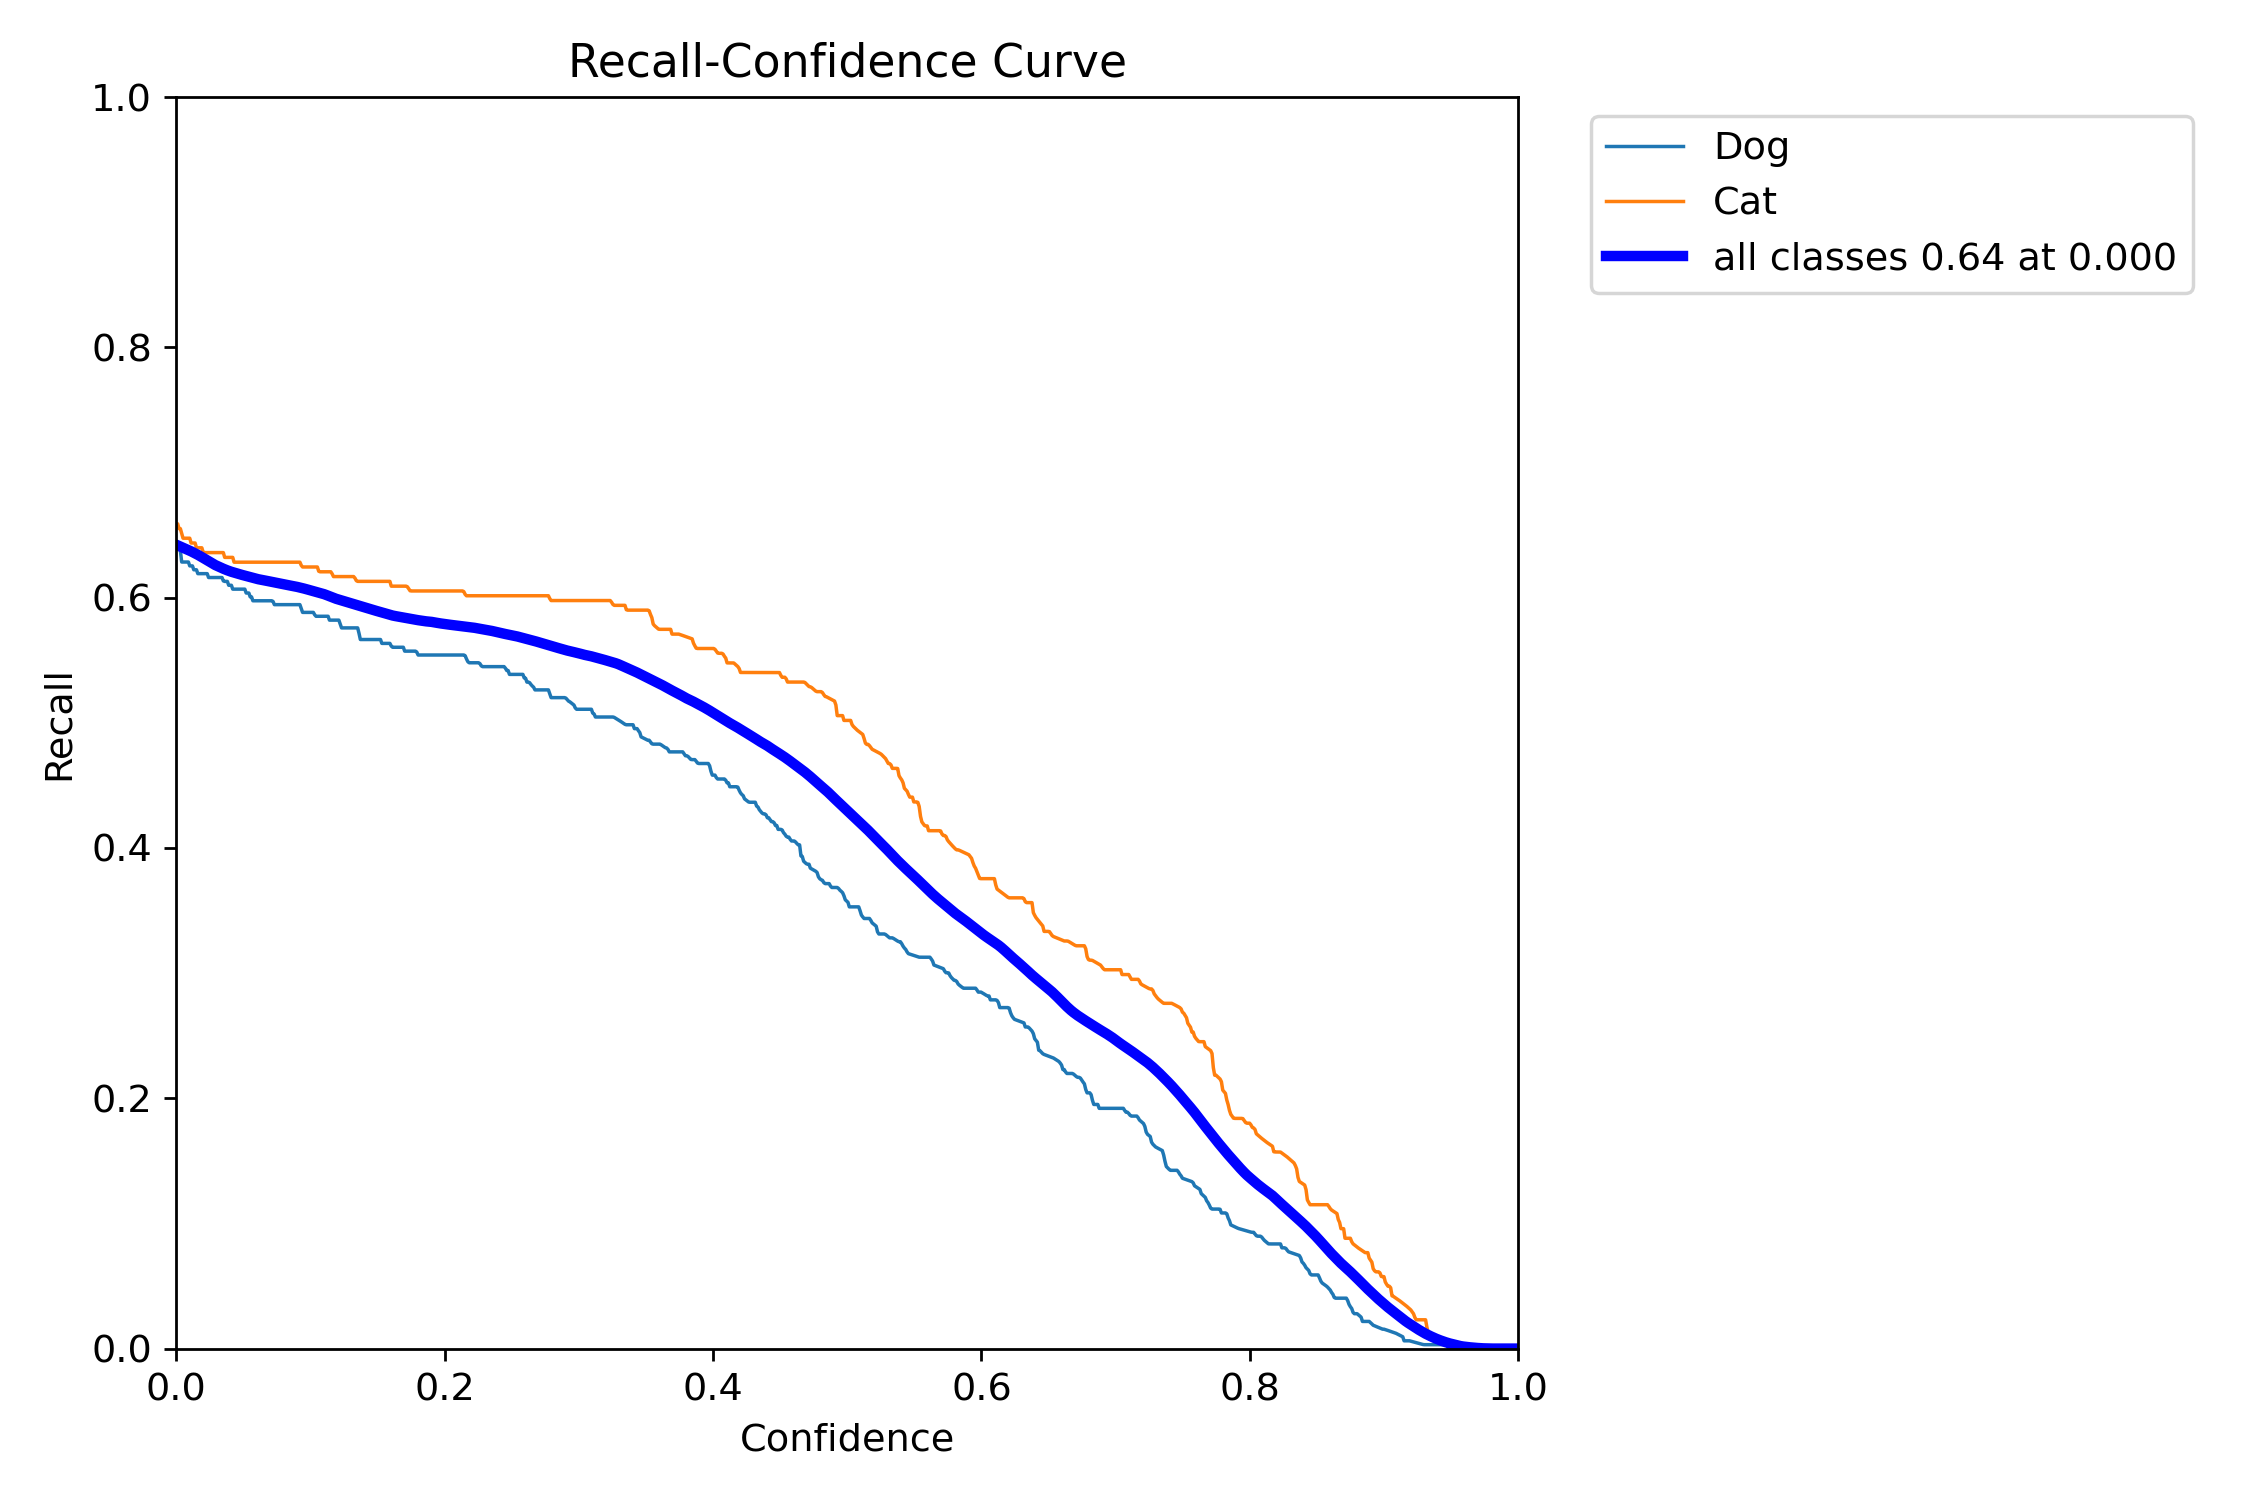 Recall-Confidence Curve
1.0
0.8
0.6
0.4
0.2
0.0
Recall
0.0 0.2 0.4 0.6 0.8 1.0
Confidence
Dog
Cat
all classes 0.64 at 0.000